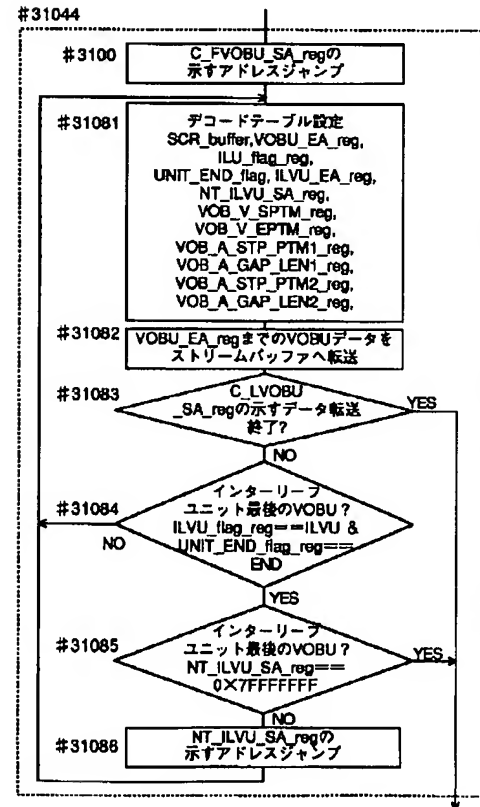 #31044
#3100
C_FVOBU_SA_regの
示すアドレスジャンプ
#31081
デコードテーブル設定
SCR_buffer,VOBU_EA_reg,
ILU_flag_reg,
UNIT_END_flag, ILVU_EA_reg,
NT_ILVU_SA_reg,
VOB_V_SPTM_reg,
VOB_V_EPTM_reg,
VOB_A_STP_PTM1_reg,
VOB_A_GAP_LEN1_reg,
VOB_A_STP_PTM2_reg,
VOB_A_GAP_LEN2_reg,
#31082
VOBU_EA_regまでのVOBUデータを
ストリームバッファへ転送
#31083
C_LVOBU
_SA_regの示すデータ転送
終了?
YES
NO
#31084
インターリーブ
ユニット最後のVOBU?
ILVU_flag_reg==ILVU &
UNIT_END_flag_reg==
END
NO
YES
#31085
インターリーブ
ユニット最後のVOBU?
NT_ILVU_SA_reg==
0×7FFFFFFF
YES
NO
#31086
NT_ILVU_SA_regの
示すアドレスジャンプ